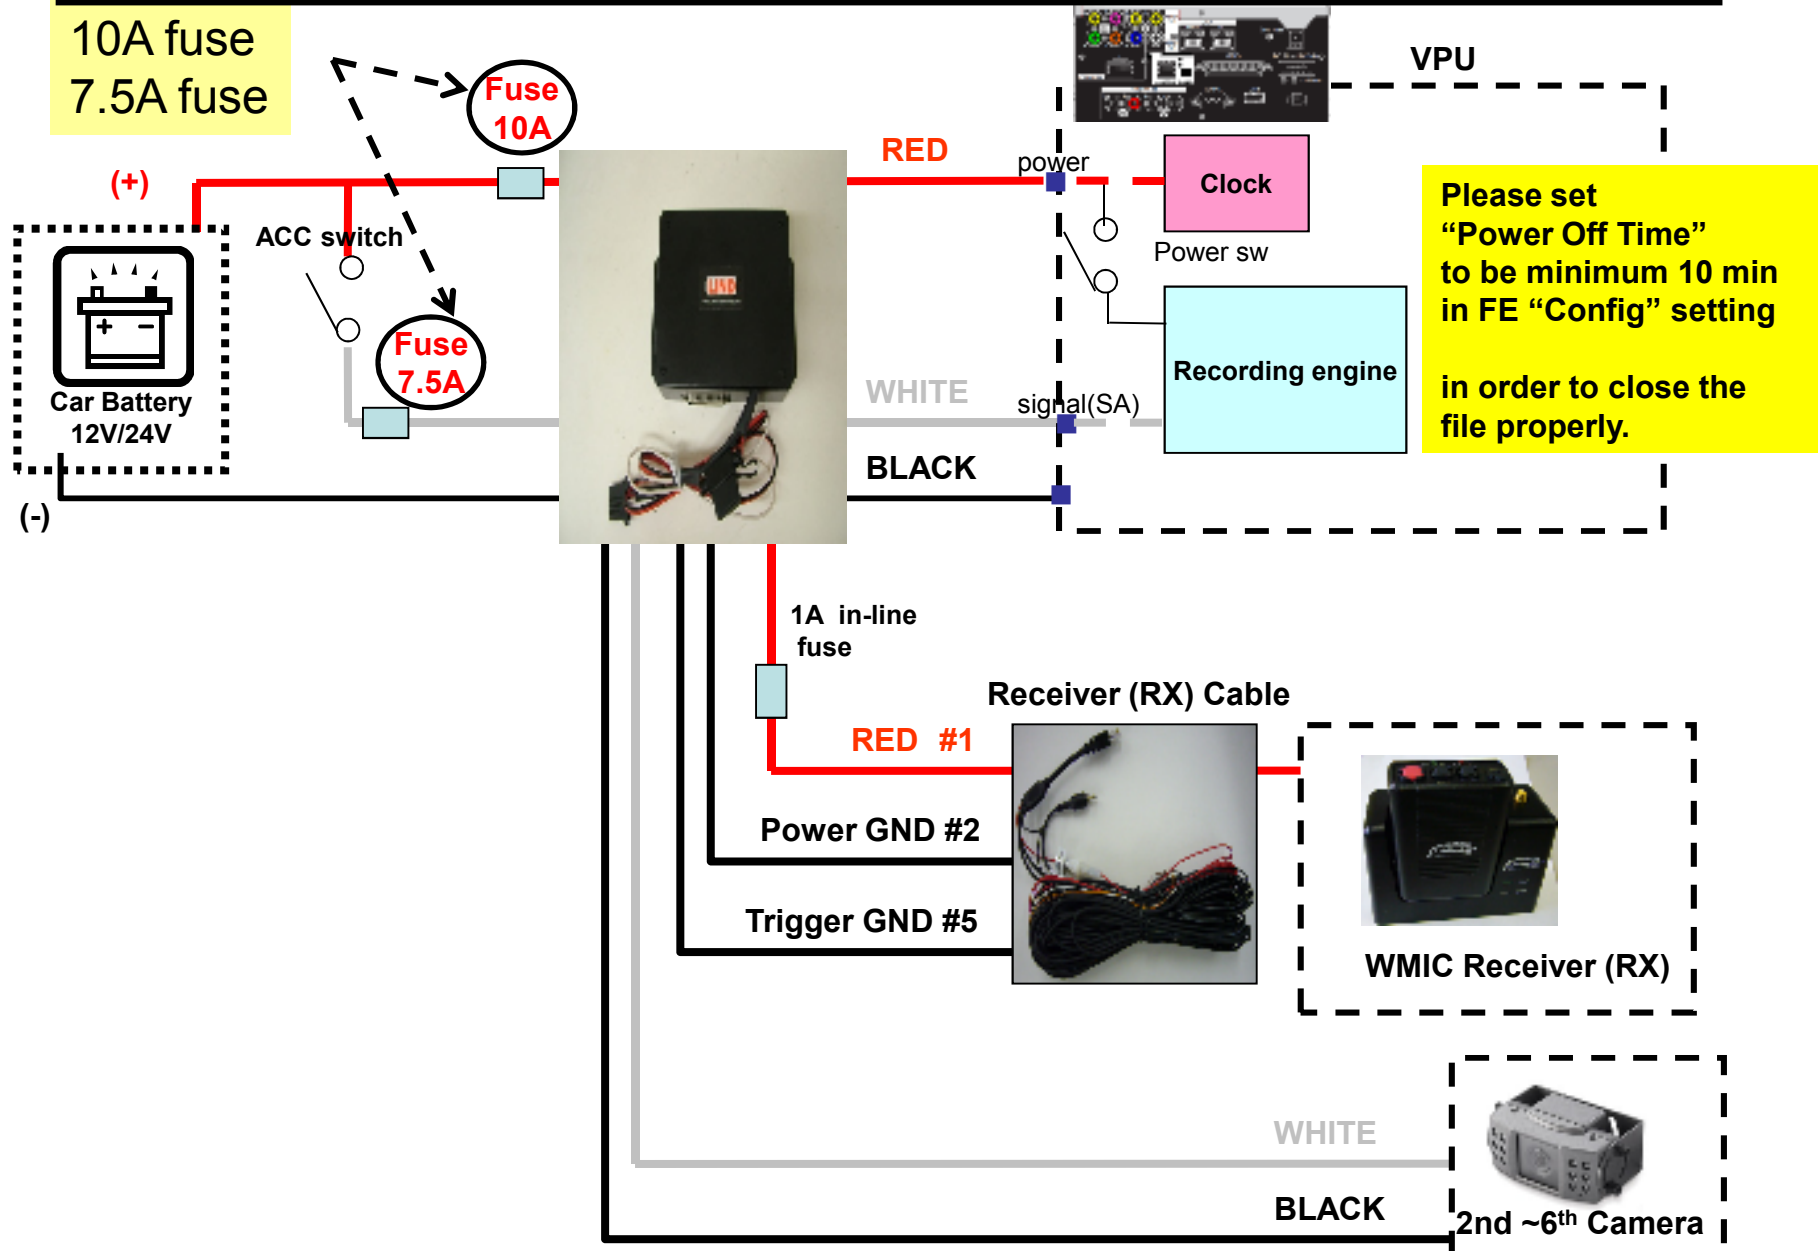 10A fuse
7.5A fuse
Fuse
10A
VPU
RED
power
Clock
(+)
ACC switch
Power sw
Please set
“Power Off Time”
to be minimum 10 min
in FE “Config” setting
in order to close the
file properly.
Fuse
7.5A
+ -
Car Battery
12V/24V
WHITE
signal(SA)
Recording engine
BLACK
(-)
1A in-line
fuse
Receiver (RX) Cable
RED #1
Power GND #2
Trigger GND #5
WMIC Receiver (RX)
WHITE
BLACK
2nd ~6th Camera